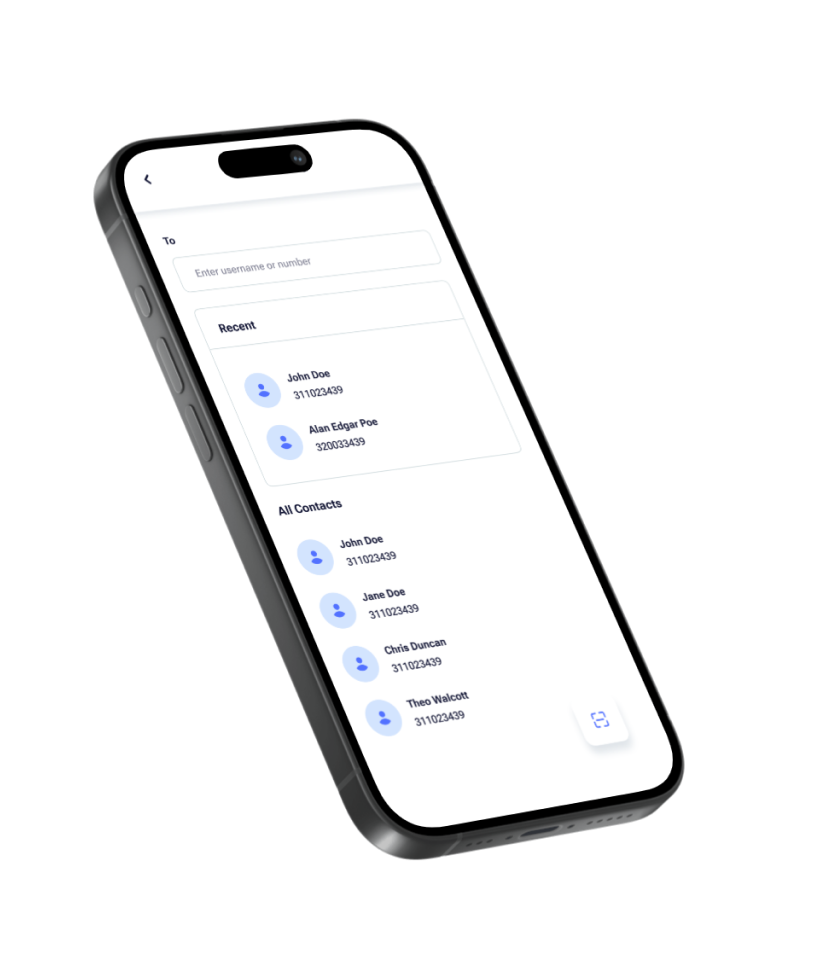 To
Enter username or number
Recent
John Doe
311023439
Alan Edgar Poe
320033439
All Contacts
John Doe
311023439
Jane Doe
311023439
Chris Duncan
311023439
Theo Walcott
311023439